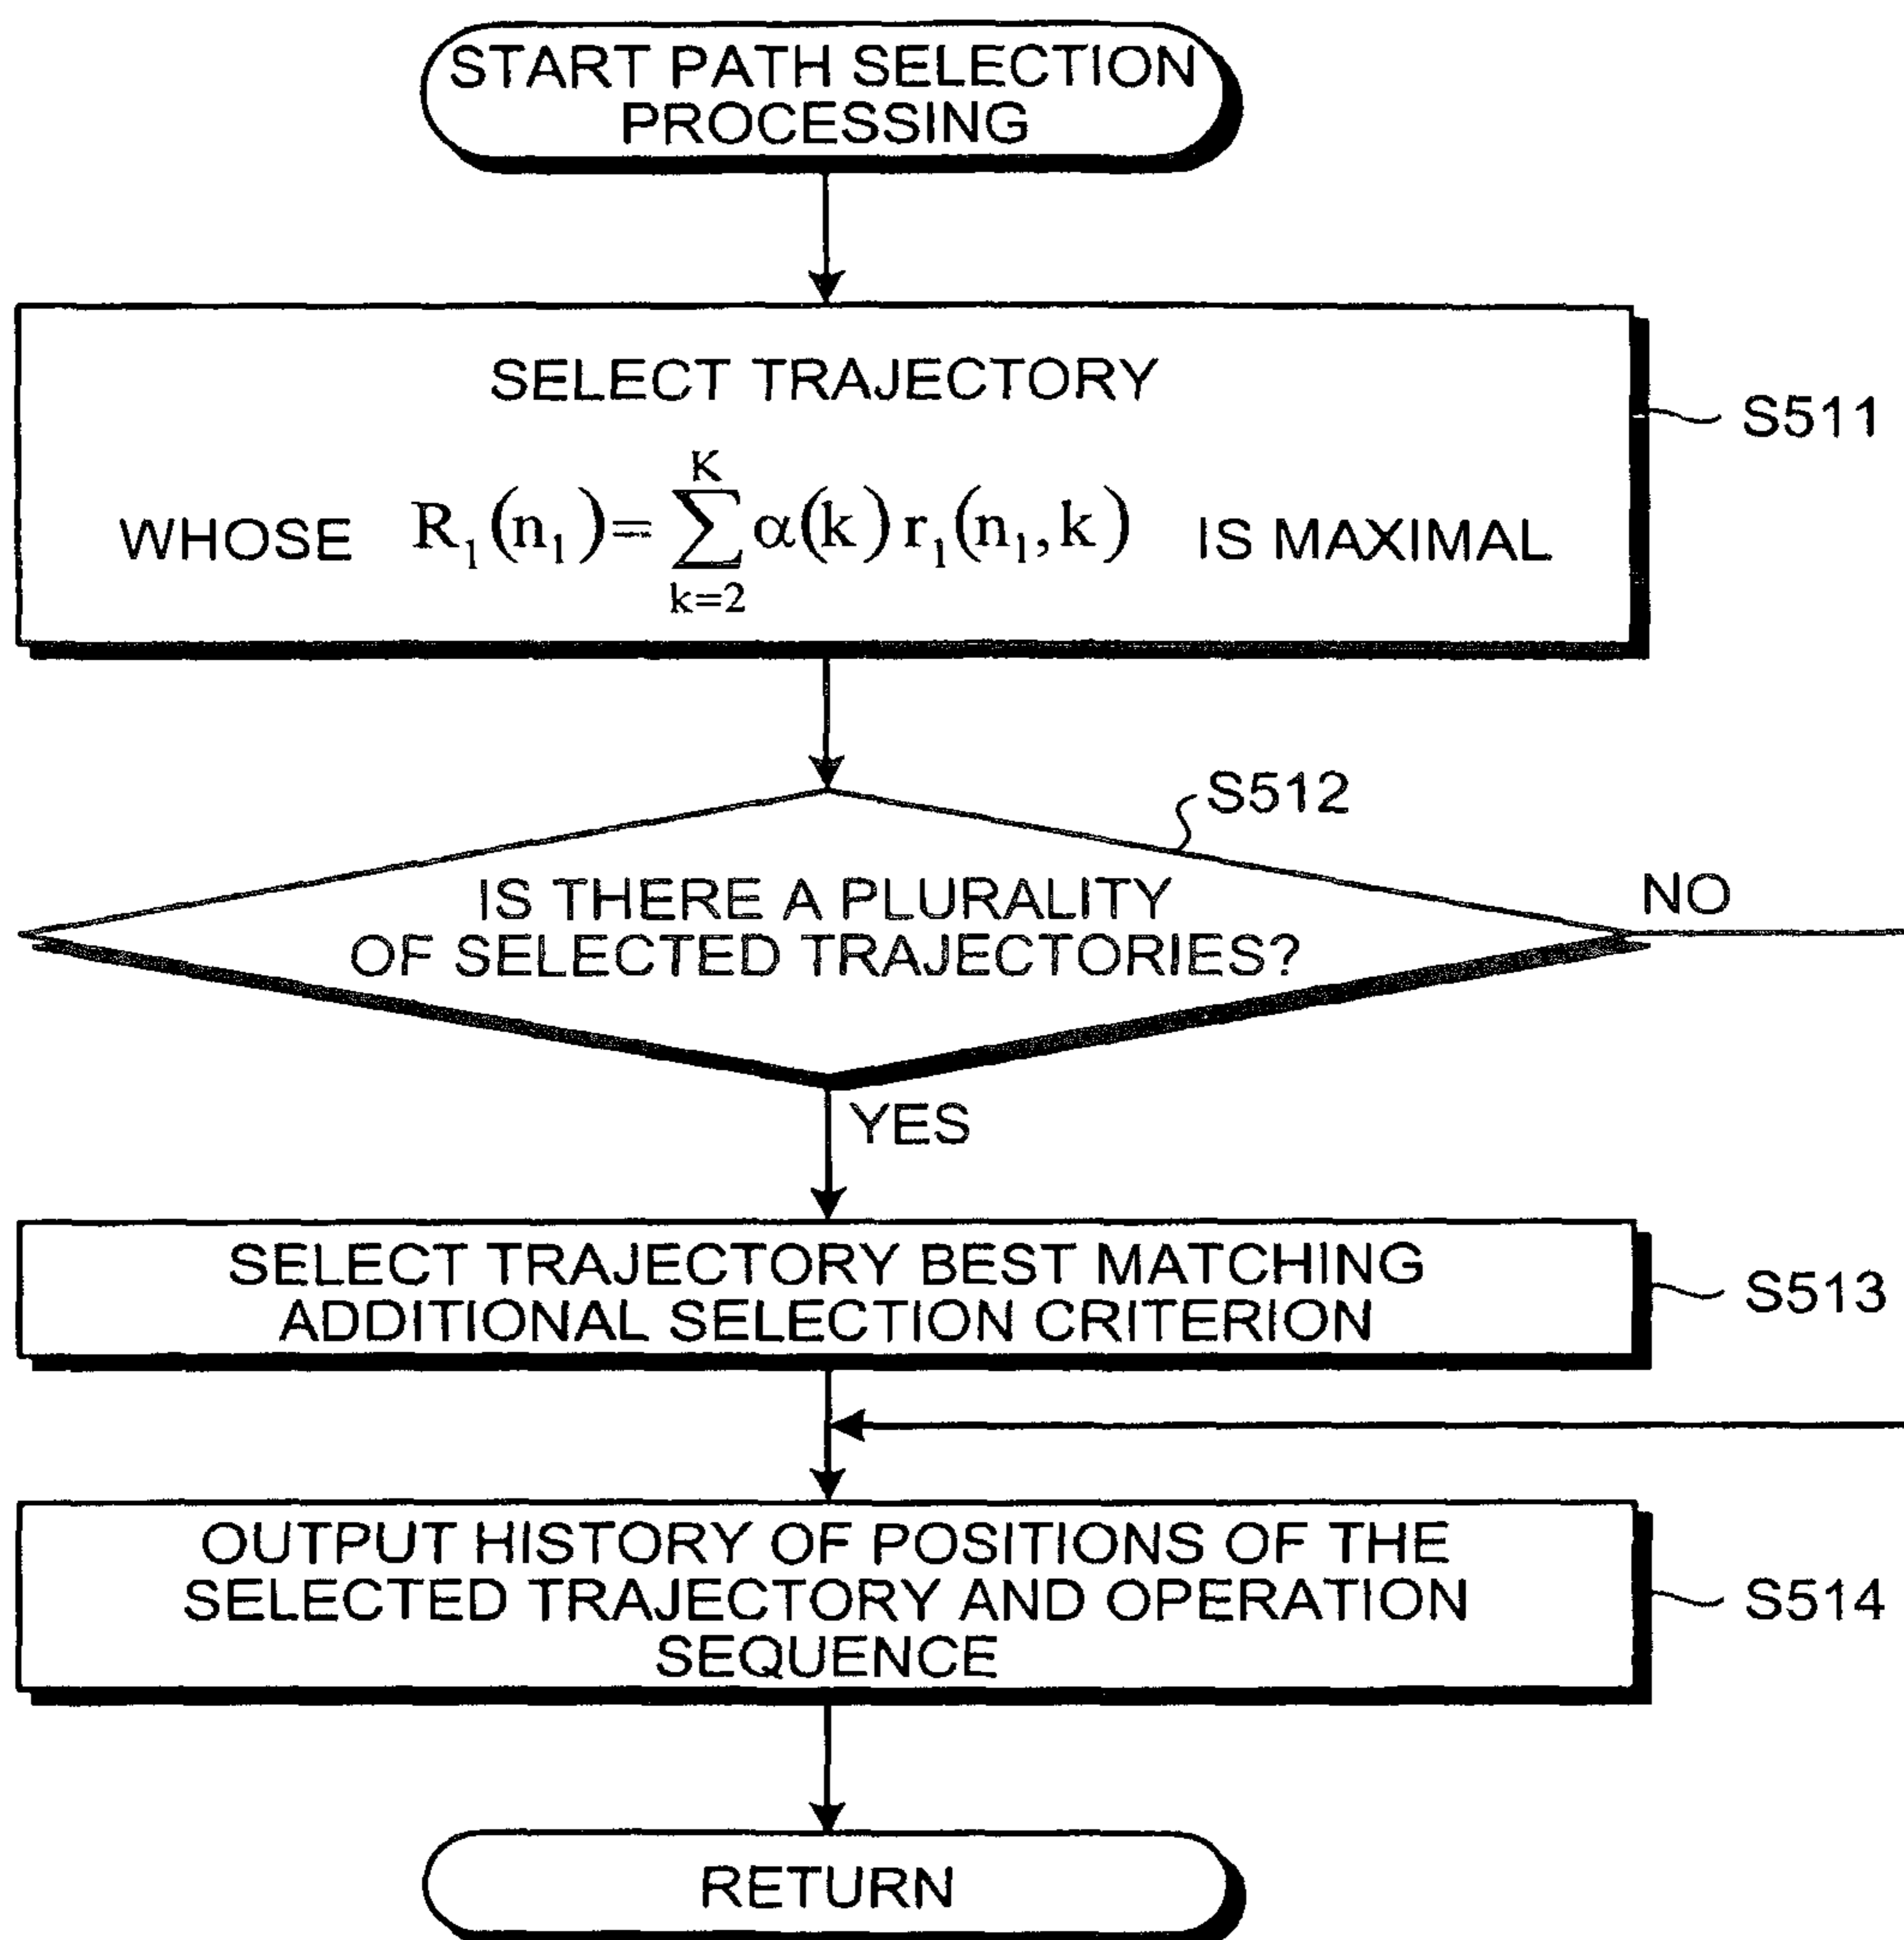 START PATH SELECTION
PROCESSING
SELECT TRAJECTORY
WHOSE R₁(n₁)= ∑_{k=2}^{K} α(k) r₁(n₁, k) IS MAXIMAL
S511
S512
IS THERE A PLURALITY
OF SELECTED TRAJECTORIES?
NO
YES
SELECT TRAJECTORY BEST MATCHING
ADDITIONAL SELECTION CRITERION
S513
OUTPUT HISTORY OF POSITIONS OF THE
SELECTED TRAJECTORY AND OPERATION
SEQUENCE
S514
RETURN